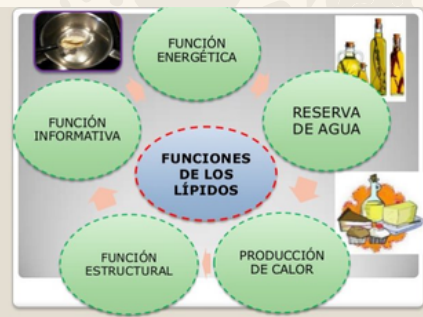 FUNCIÓN
ENERGÉTICA
RESERVA
DE AGUA
PRODUCCIÓN
DE CALOR
FUNCIÓN
ESTRUCTURAL
FUNCIÓN
INFORMATIVA
FUNCIONES
DE LOS
LÍPIDOS